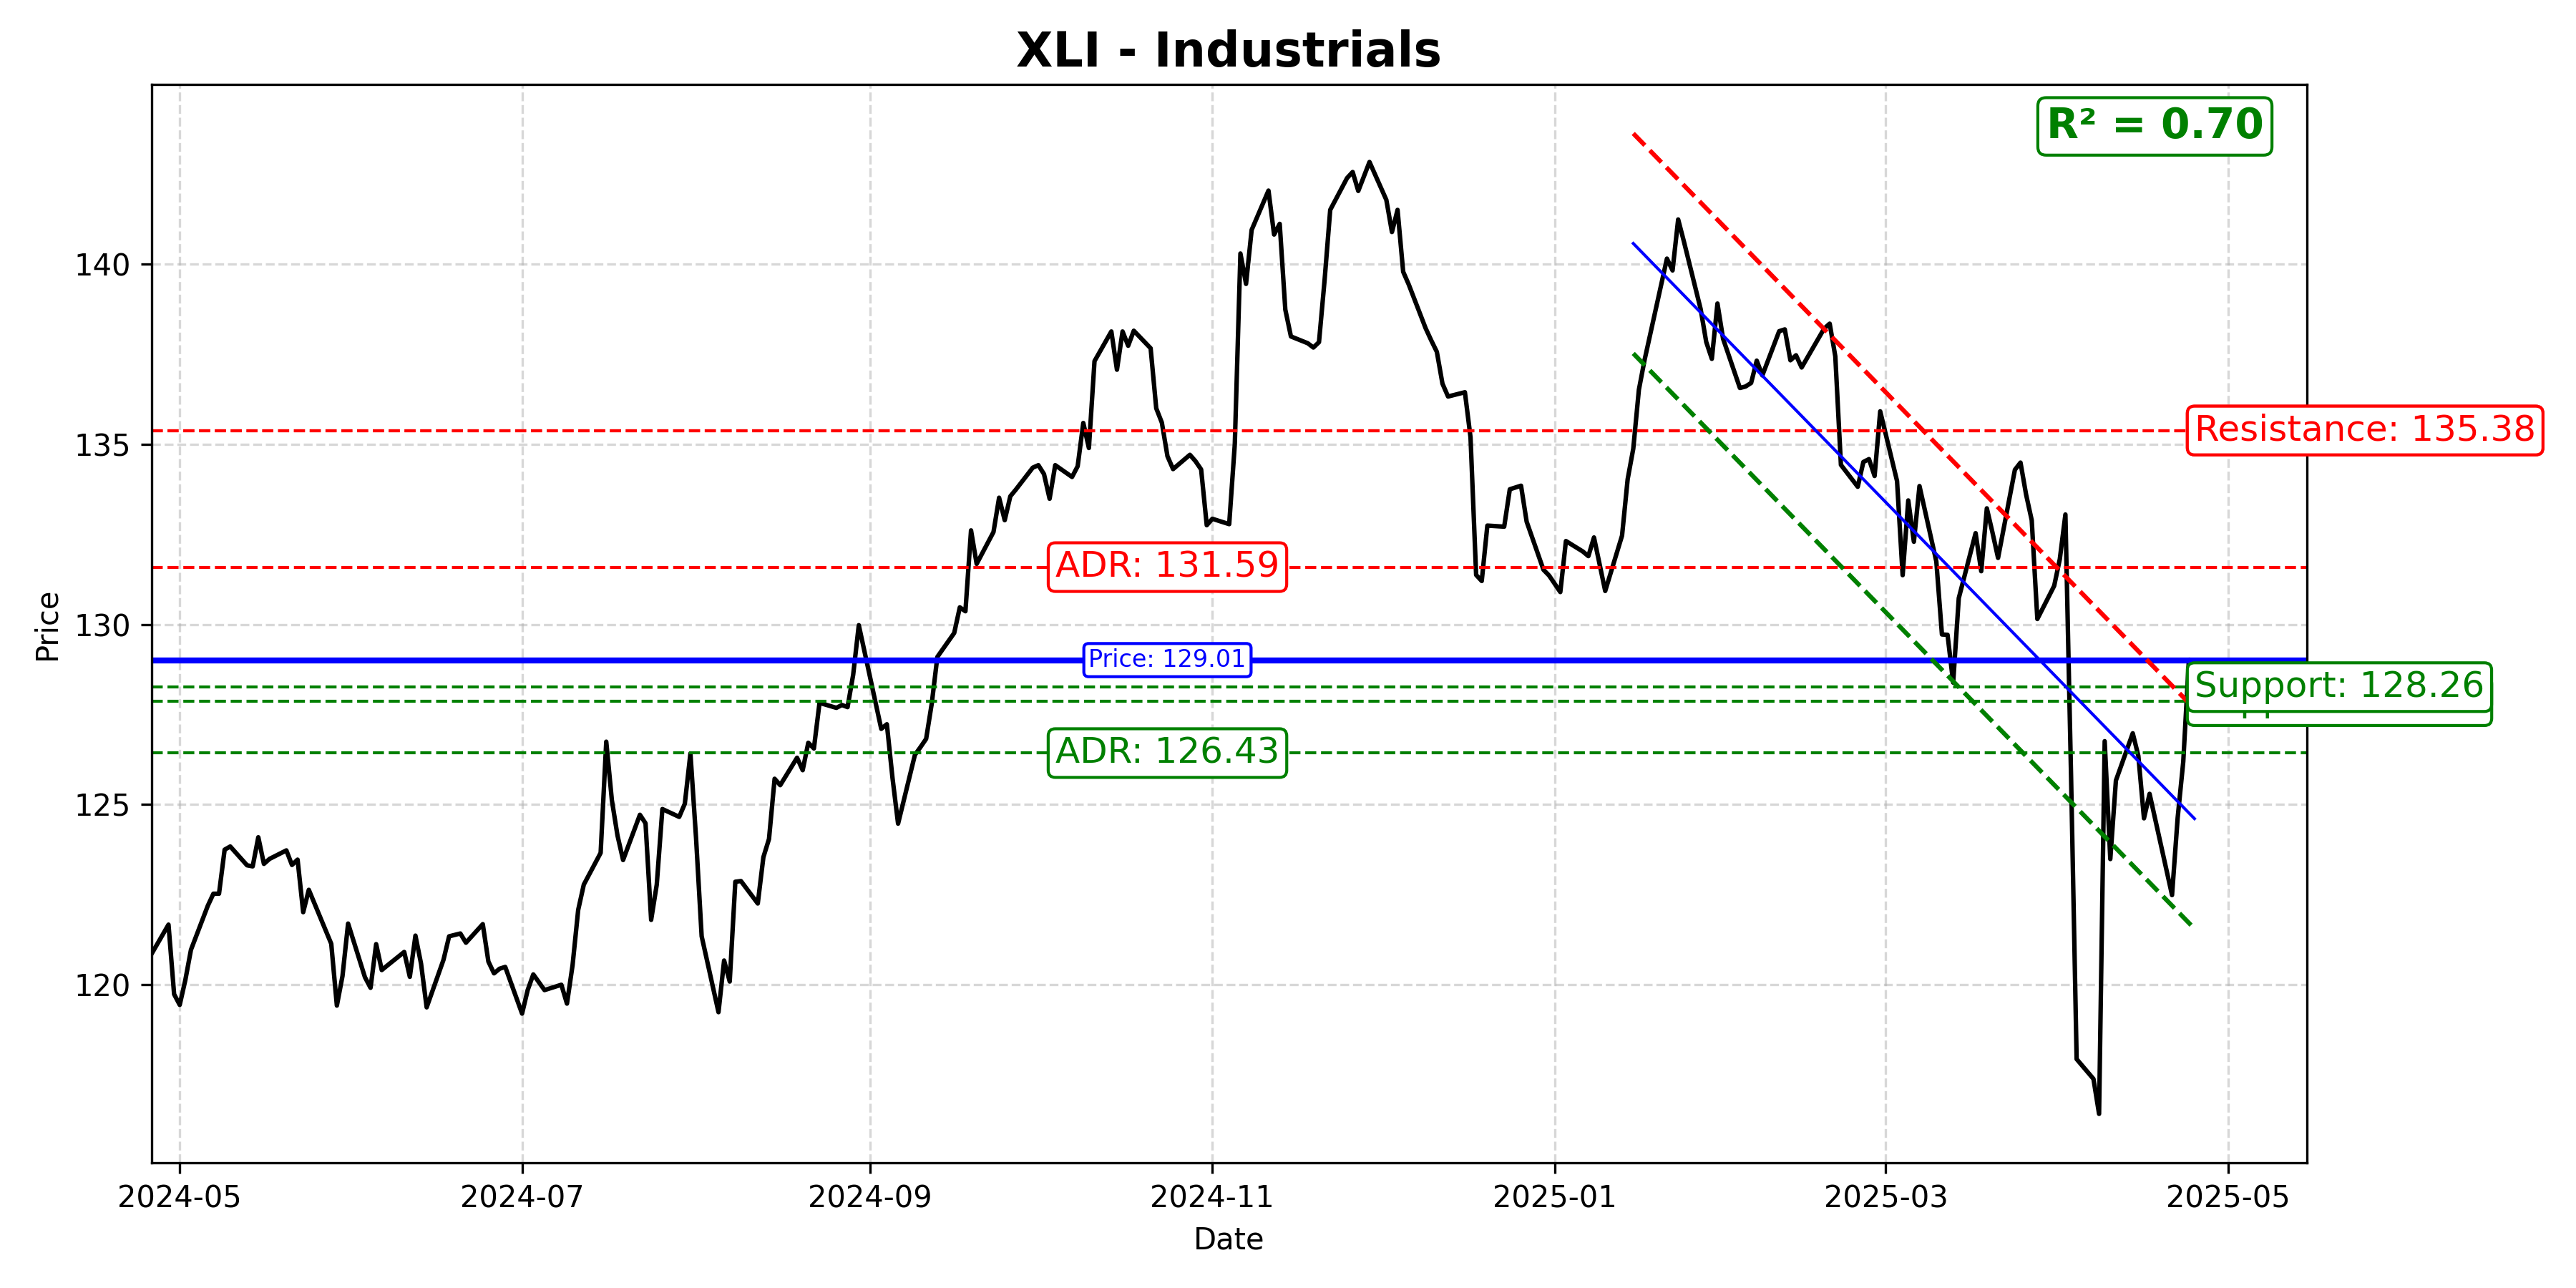 XLI - Industrials
R² = 0.70
Price
140
135
130
125
120
Resistance: 135.38
ADR: 131.59
Price: 129.01
Support: 128.26
ADR: 126.43
2024-05
2024-07
2024-09
2024-11
2025-01
2025-03
2025-05
Date